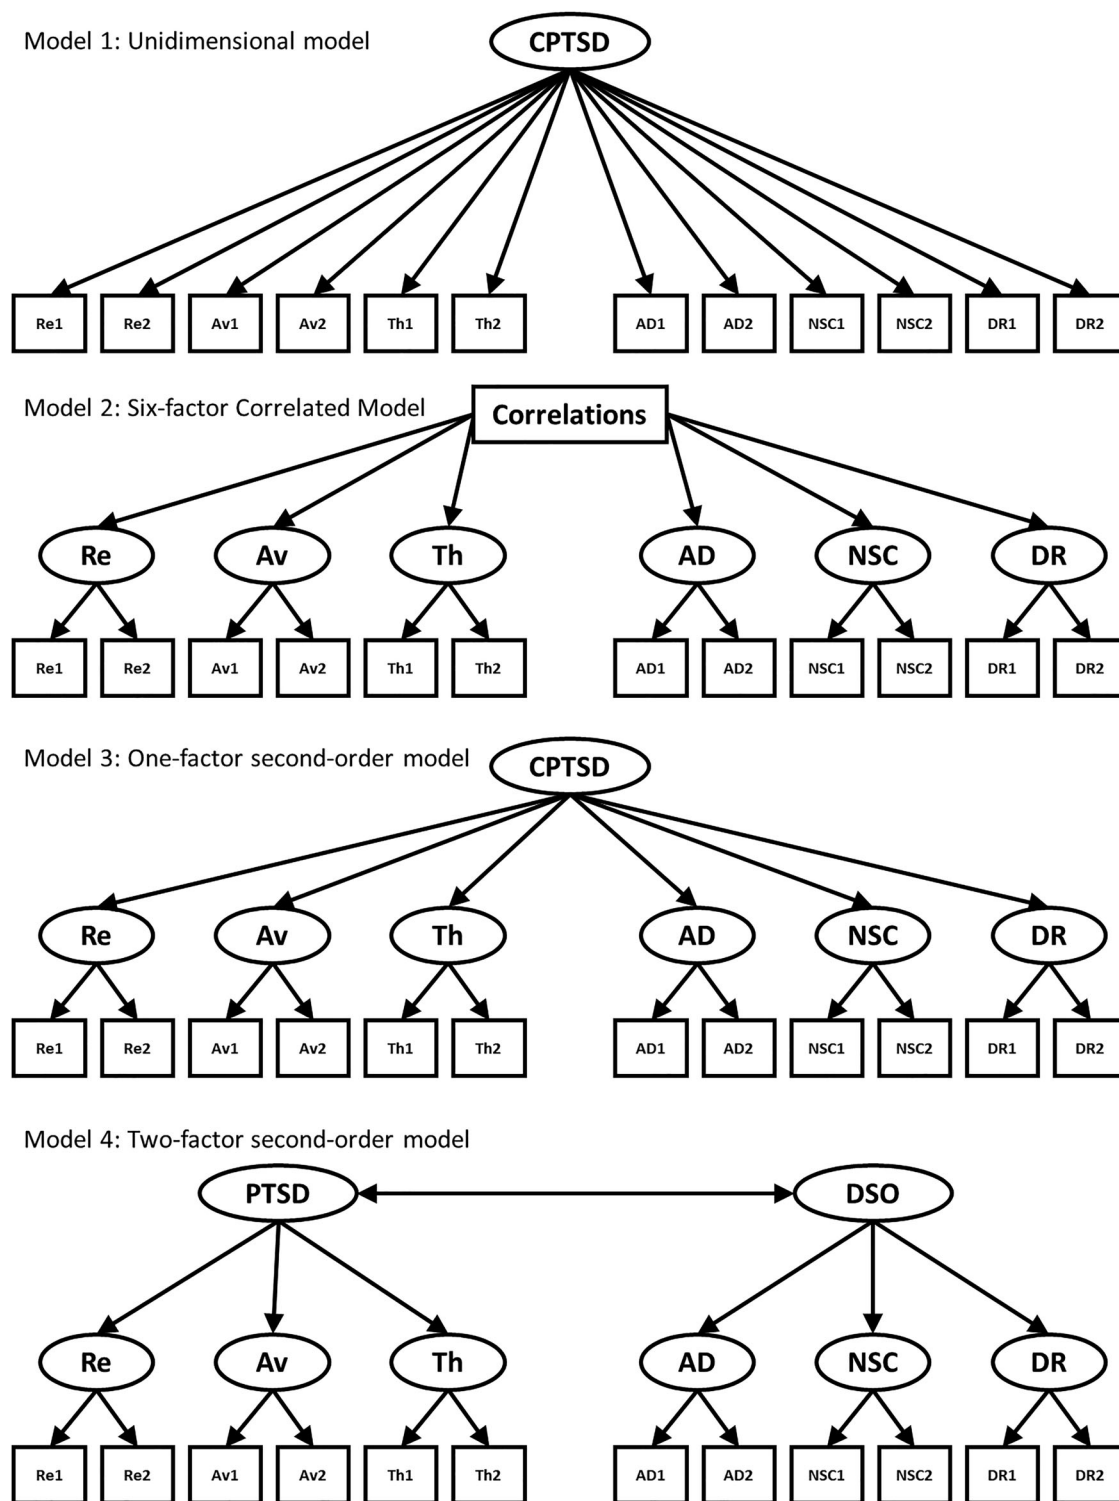 Model 1: Unidimensional model
CPTSD
Re1 Re2 Av1 Av2 Th1 Th2 AD1 AD2 NSC1 NSC2 DR1 DR2
Model 2: Six-factor Correlated Model
Correlations
Re Av Th AD NSC DR
Re1 Re2 Av1 Av2 Th1 Th2 AD1 AD2 NSC1 NSC2 DR1 DR2
Model 3: One-factor second-order model
CPTSD
Re Av Th AD NSC DR
Re1 Re2 Av1 Av2 Th1 Th2 AD1 AD2 NSC1 NSC2 DR1 DR2
Model 4: Two-factor second-order model
PTSD DSO
Re Av Th AD NSC DR
Re1 Re2 Av1 Av2 Th1 Th2 AD1 AD2 NSC1 NSC2 DR1 DR2